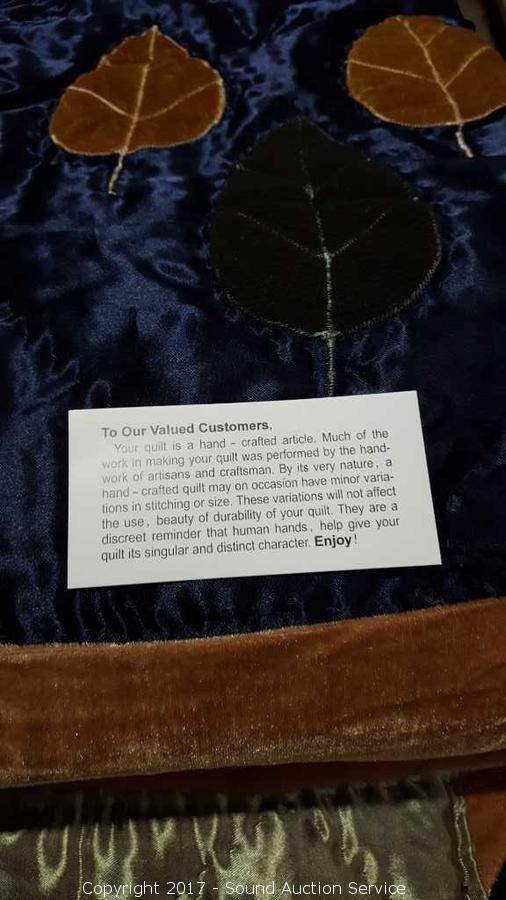 To Our Valued Customers,
Your quilt is a hand - crafted article. Much of the
work in making your quilt was performed by the hand-
work of artisans and craftsman. By its very nature, a
hand - crafted quilt may on occasion have minor varia-
tions in stitching or size. These variations will not affect
the use, beauty of durability of your quilt. They are a
discreet reminder that human hands, help give your
quilt its singular and distinct character. Enjoy!
Copyright 2017 - Sound Auction Service